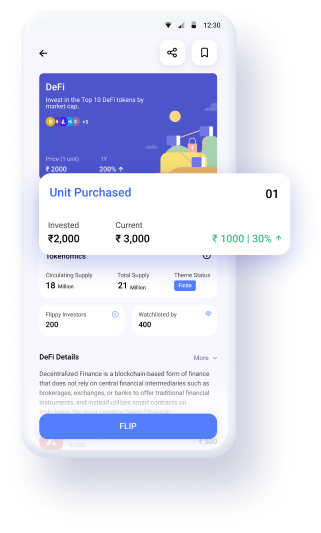 12:30
DeFi
Invest in the Top 10 DeFi tokens by
market cap.
+5
Price (1 unit) 1Y
₹ 2000 200% ↑
Unit Purchased 01
Invested Current
₹2,000 ₹ 3,000 ₹ 1000 | 30% ↑
Tokenomics
Circulating Supply Total Supply Theme Status
18 Million 21 Million Finite
Flippy Investors Watchlisted by
200 400
DeFi Details More
Decentralized Finance is a blockchain-based form of finance
that does not rely on central financial intermediaries such as
brokerages, exchanges, or banks to offer traditional financial
instruments, and instead utilizes smart contracts on
FLIP
₹ 500